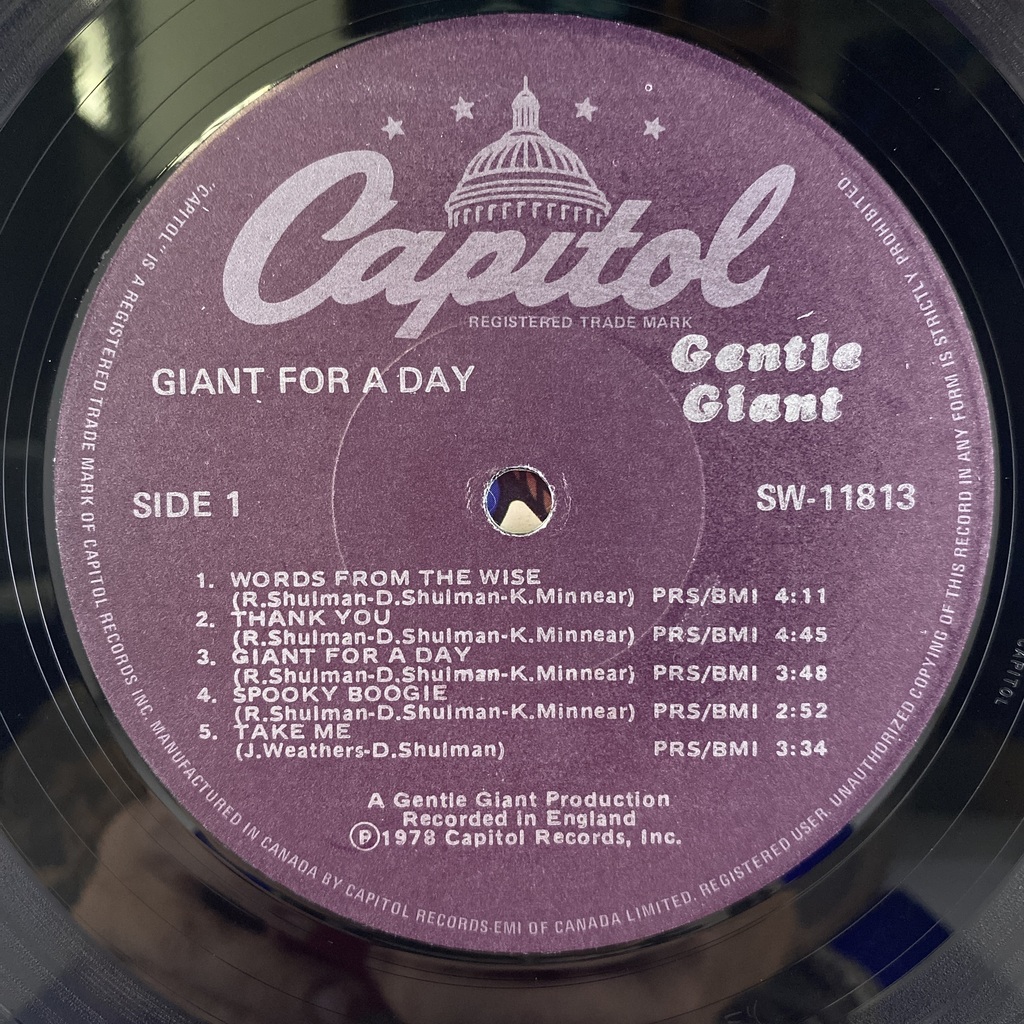 Capitol
REGISTERED TRADE MARK
GIANT FOR A DAY
Gentle
Giant
SIDE 1
SW-11813
1. WORDS FROM THE WISE
(R.Shulman-D.Shulman-K.Minnear) PRS/BMI 4:11
2. THANK YOU
(R.Shulman-D.Shulman-K.Minnear) PRS/BMI 4:45
3. GIANT FOR A DAY
(R.Shulman-D.Shulman-K.Minnear) PRS/BMI 3:48
4. SPOOKY BOOGIE
(R.Shulman-D.Shulman-K.Minnear) PRS/BMI 2:52
5. TAKE ME
(J.Weathers-D.Shulman) PRS/BMI 3:34
A Gentle Giant Production
Recorded in England
Ⓟ1978 Capitol Records, Inc.
"CAPITOL" IS A REGISTERED TRADE MARK OF CAPITOL RECORDS INC. MANUFACTURED IN CANADA BY CAPITOL RECORDS-EMI OF CANADA LIMITED. REGISTERED USER. UNAUTHORIZED COPYING OF THIS RECORD IN ANY FORM IS STRICTLY PROHIBITED.
CAPITOL